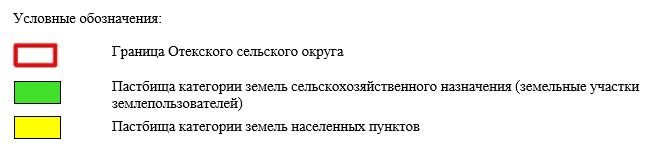 Условные обозначения:
Граница Отекского сельского округа
Пастбища категории земель сельскохозяйственного назначения (земельные участки
землепользователей)
Пастбища категории земель населенных пунктов